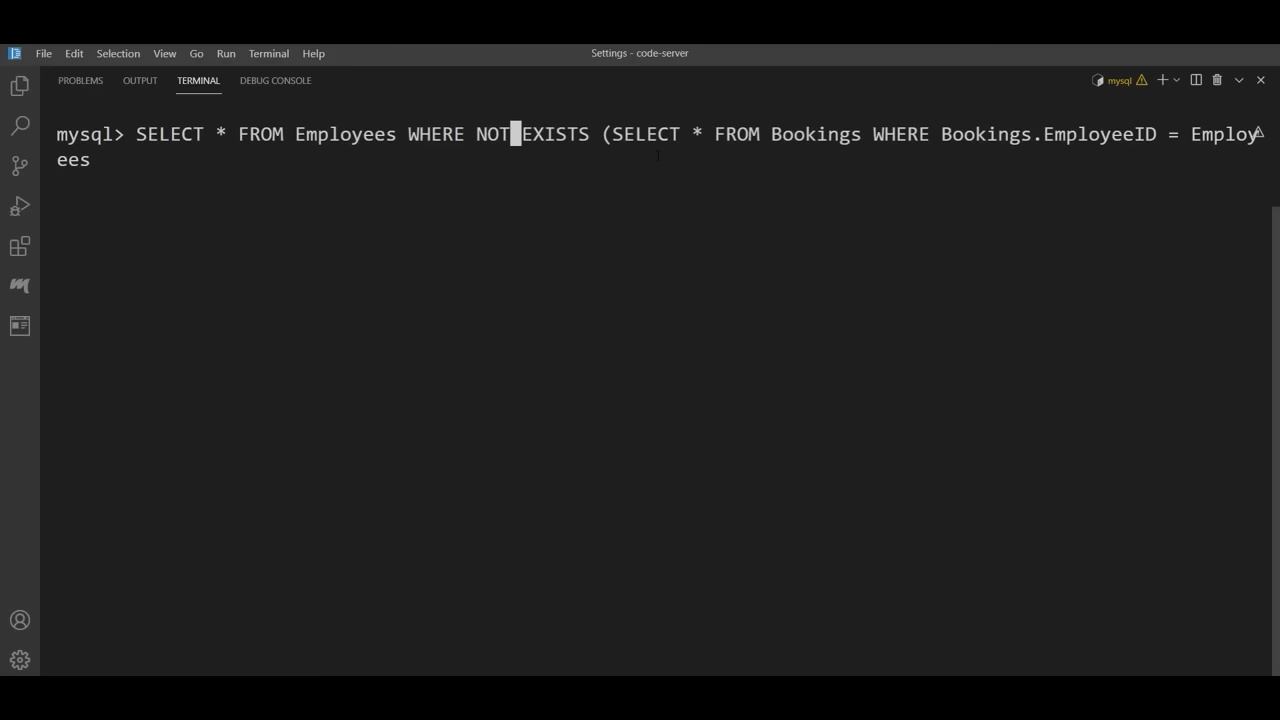 File Edit Selection View Go Run Terminal Help
Settings - code-server
PROBLEMS OUTPUT TERMINAL DEBUG CONSOLE
mysql
mysql> SELECT * FROM Employees WHERE NOT EXISTS (SELECT * FROM Bookings WHERE Bookings.EmployeeID = Employ
ees